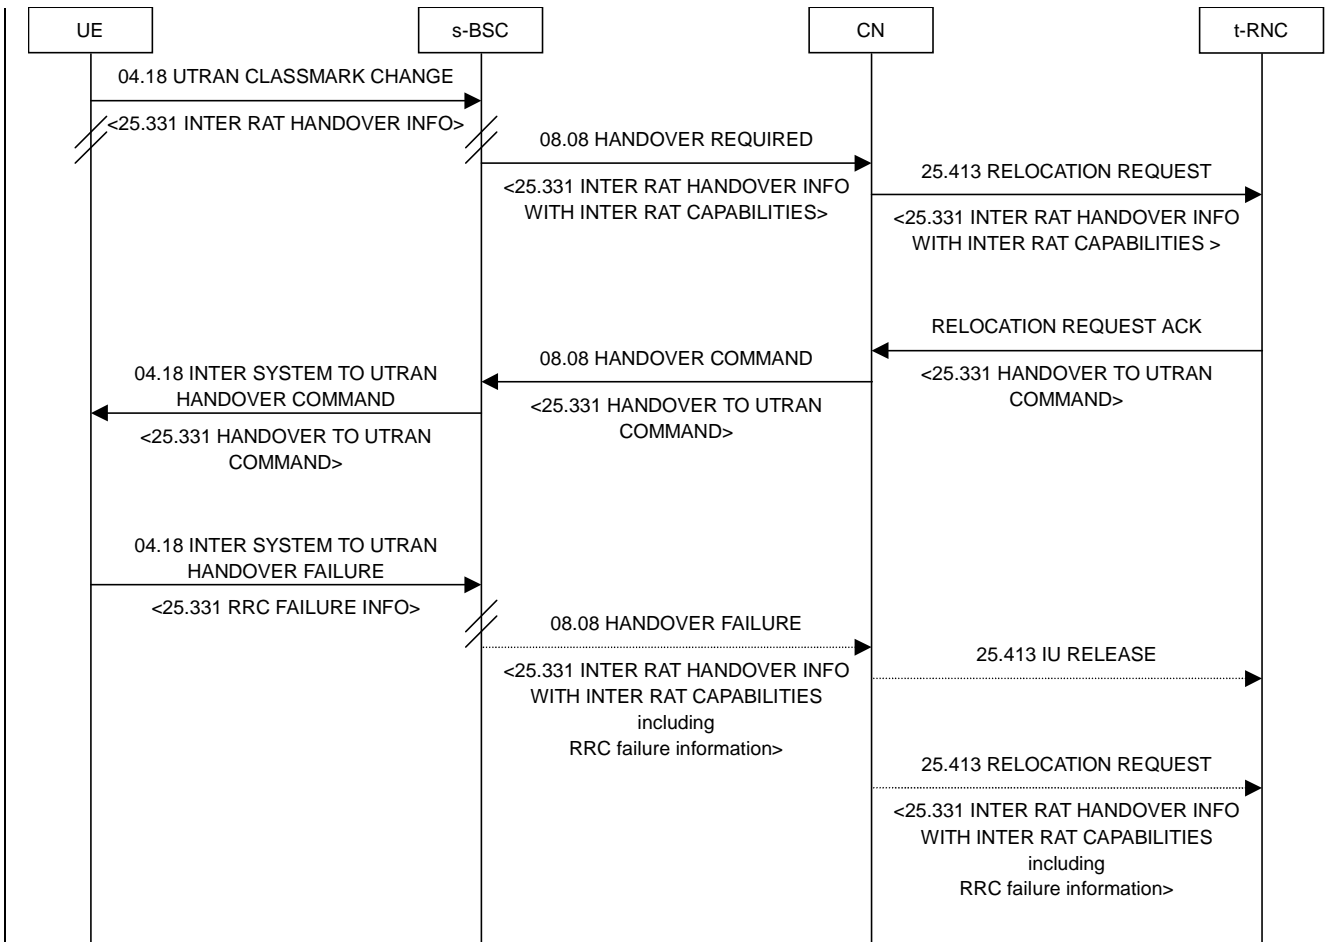 UE
s-BSC
CN
t-RNC
04.18 UTRAN CLASSMARK CHANGE
<25.331 INTER RAT HANDOVER INFO>
08.08 HANDOVER REQUIRED
<25.331 INTER RAT HANDOVER INFO
WITH INTER RAT CAPABILITIES>
25.413 RELOCATION REQUEST
<25.331 INTER RAT HANDOVER INFO
WITH INTER RAT CAPABILITIES >
RELOCATION REQUEST ACK
<25.331 HANDOVER TO UTRAN
COMMAND>
08.08 HANDOVER COMMAND
<25.331 HANDOVER TO UTRAN
COMMAND>
04.18 INTER SYSTEM TO UTRAN
HANDOVER COMMAND
<25.331 HANDOVER TO UTRAN
COMMAND>
04.18 INTER SYSTEM TO UTRAN
HANDOVER FAILURE
<25.331 RRC FAILURE INFO>
08.08 HANDOVER FAILURE
<25.331 INTER RAT HANDOVER INFO
WITH INTER RAT CAPABILITIES
including
RRC failure information>
25.413 IU RELEASE
25.413 RELOCATION REQUEST
<25.331 INTER RAT HANDOVER INFO
WITH INTER RAT CAPABILITIES
including
RRC failure information>